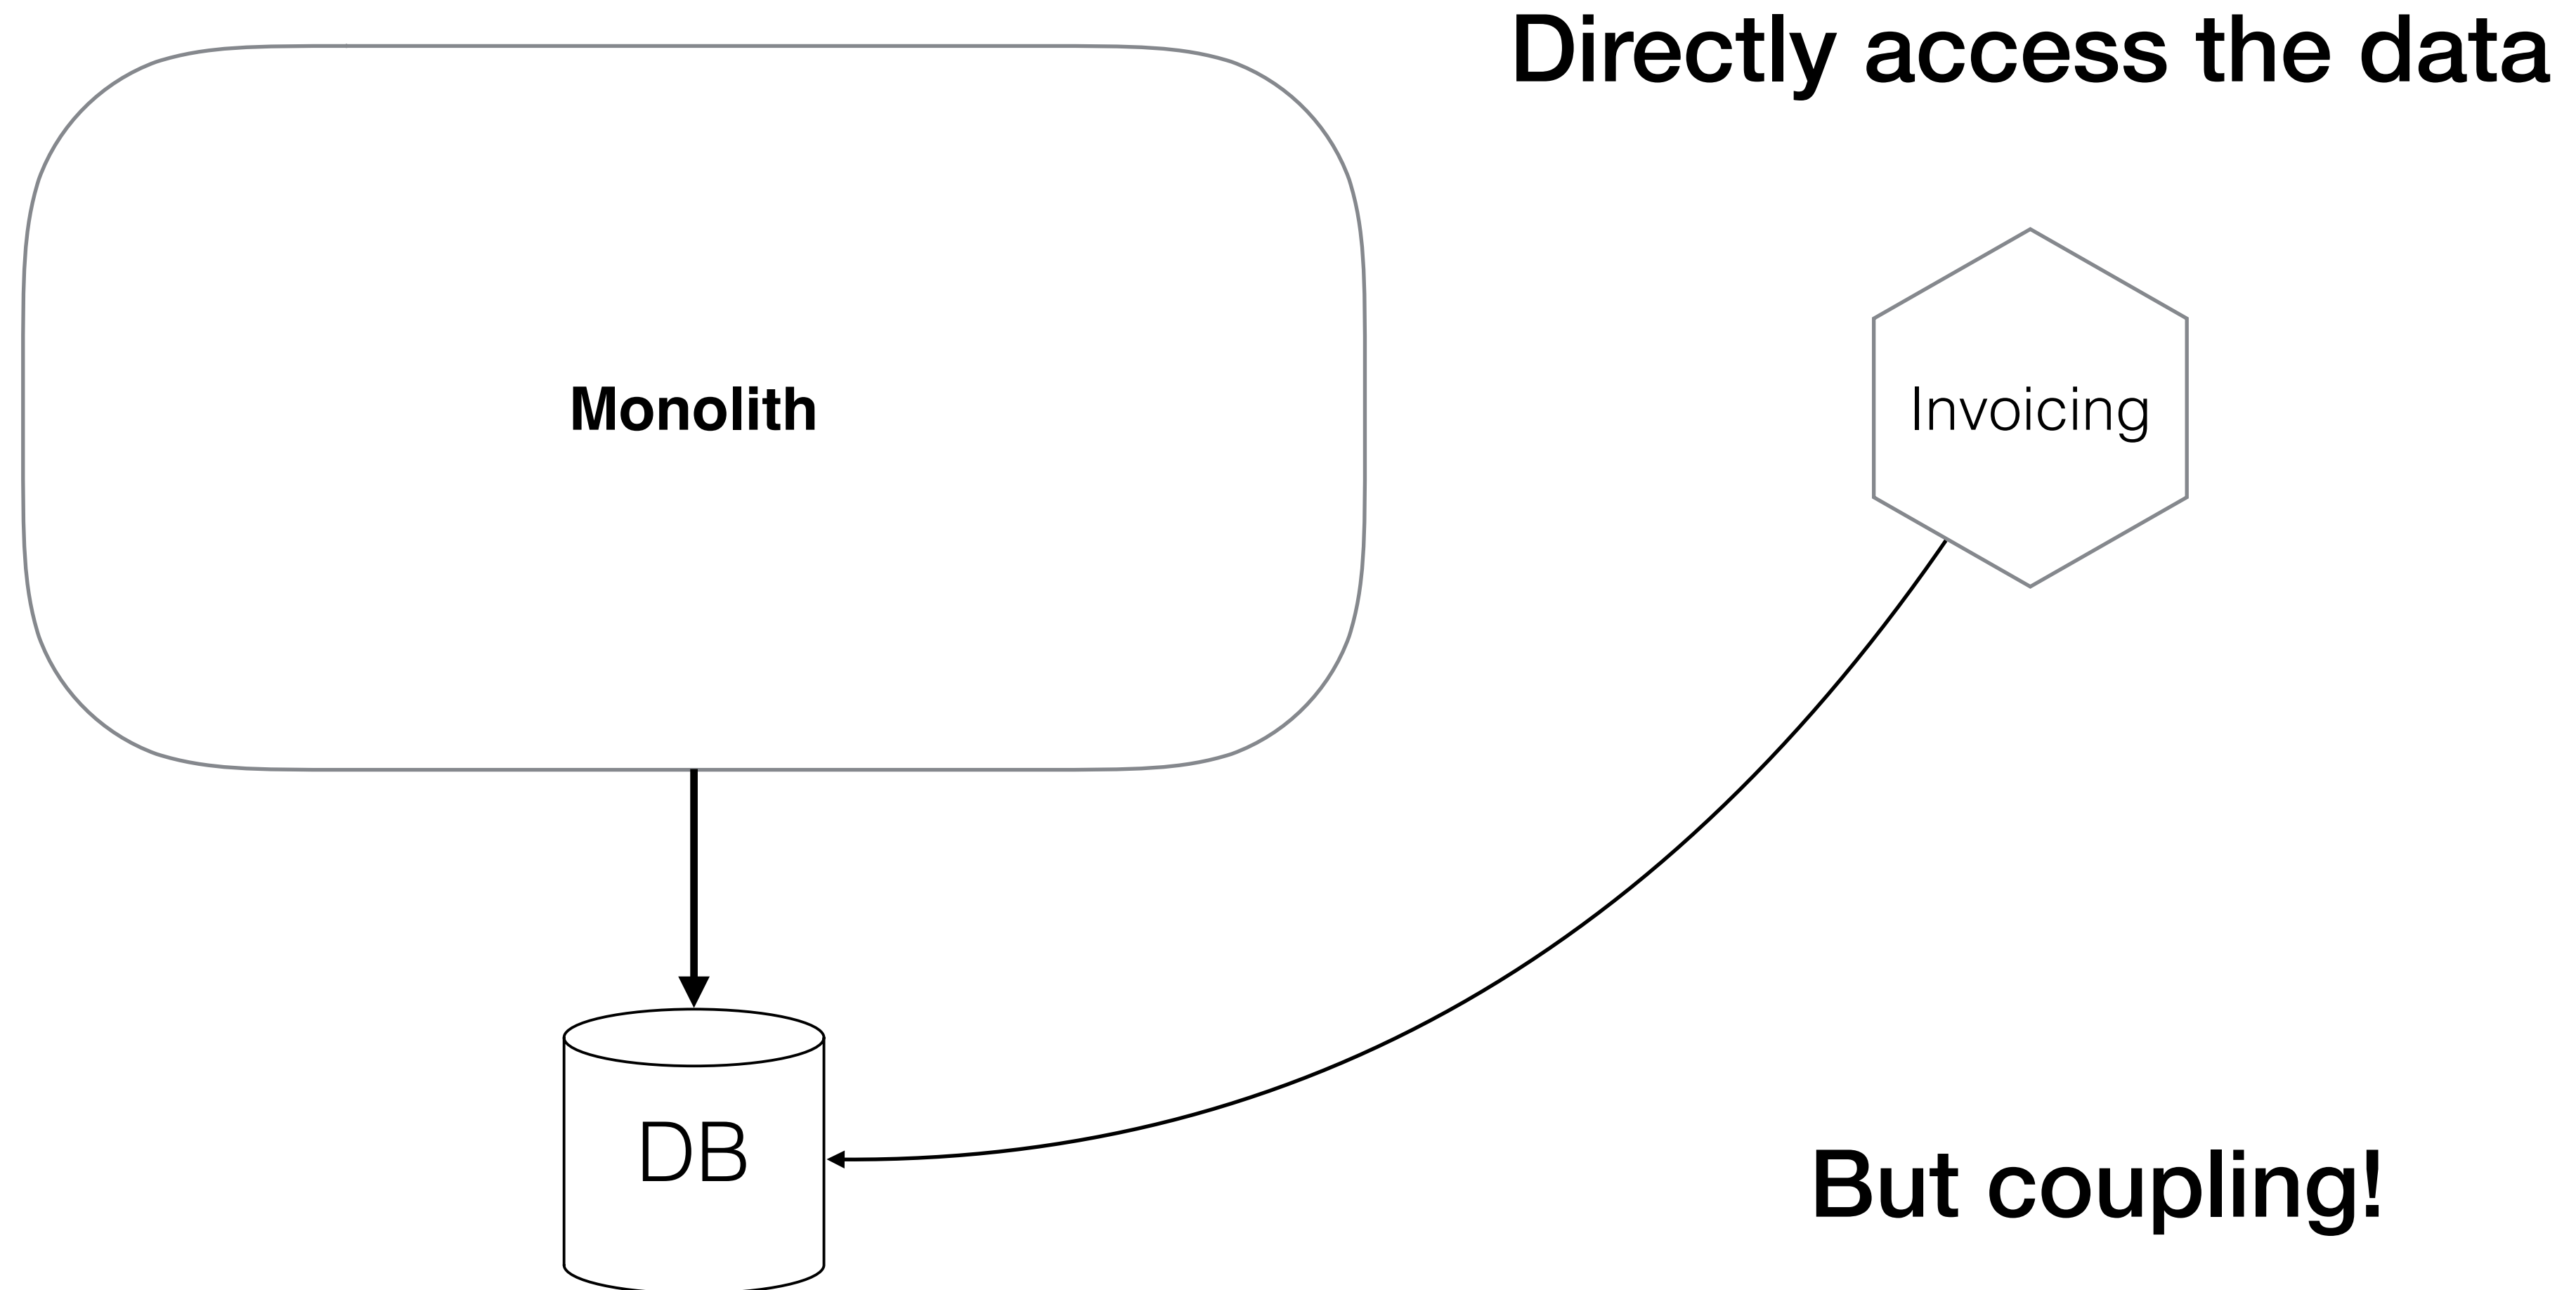 Directly access the data
Monolith
Invoicing
DB
But coupling!